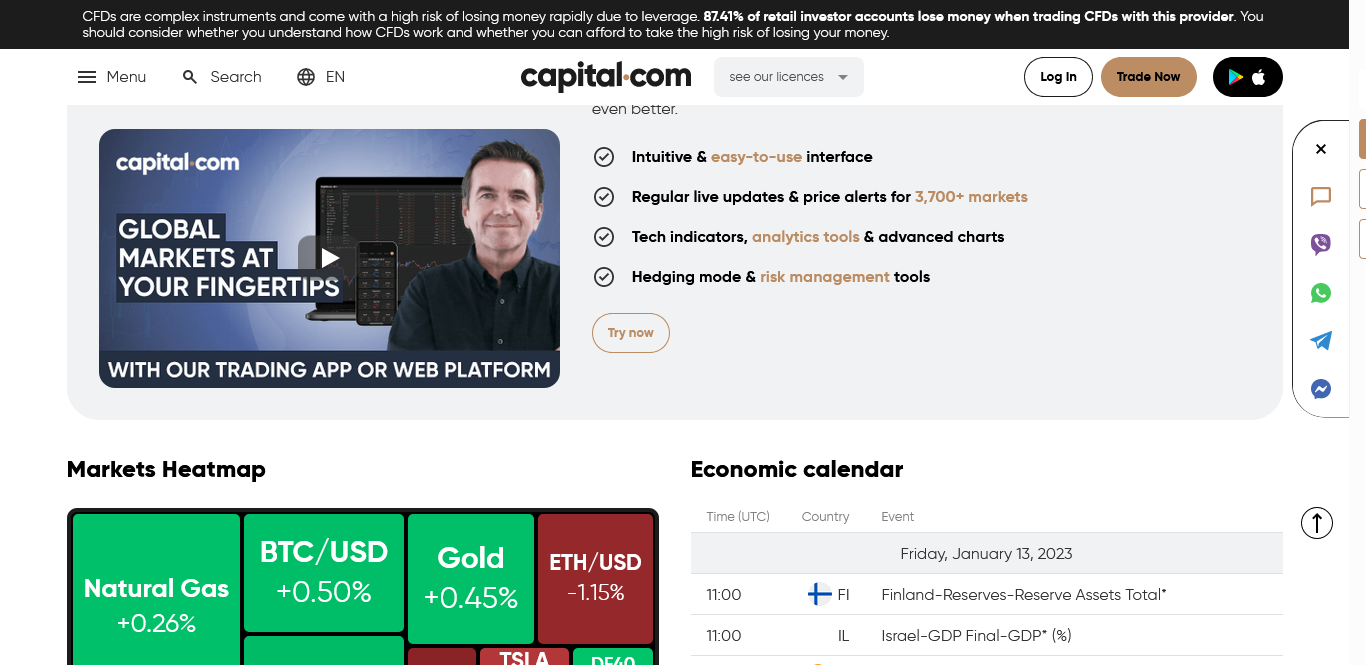 CFDs are complex instruments and come with a high risk of losing money rapidly due to leverage. 87.41% of retail investor accounts lose money when trading CFDs with this provider. You
should consider whether you understand how CFDs work and whether you can afford to take the high risk of losing your money.
Menu
Search
EN
capital.com
see our licences
Log In
Trade Now
even better.
capital.com
GLOBAL
MARKETS AT
YOUR FINGERTIPS
WITH OUR TRADING APP OR WEB PLATFORM
Intuitive & easy-to-use interface
Regular live updates & price alerts for 3,700+ markets
Tech indicators, analytics tools & advanced charts
Hedging mode & risk management tools
Try now
Markets Heatmap
Natural Gas
+0.26%
BTC/USD
+0.50%
Gold
+0.45%
ETH/USD
-1.15%
TSLA
DE40
Economic calendar
Time (UTC) Country Event
Friday, January 13, 2023
11:00 FI Finland-Reserves-Reserve Assets Total*
11:00 IL Israel-GDP Final-GDP* (%)